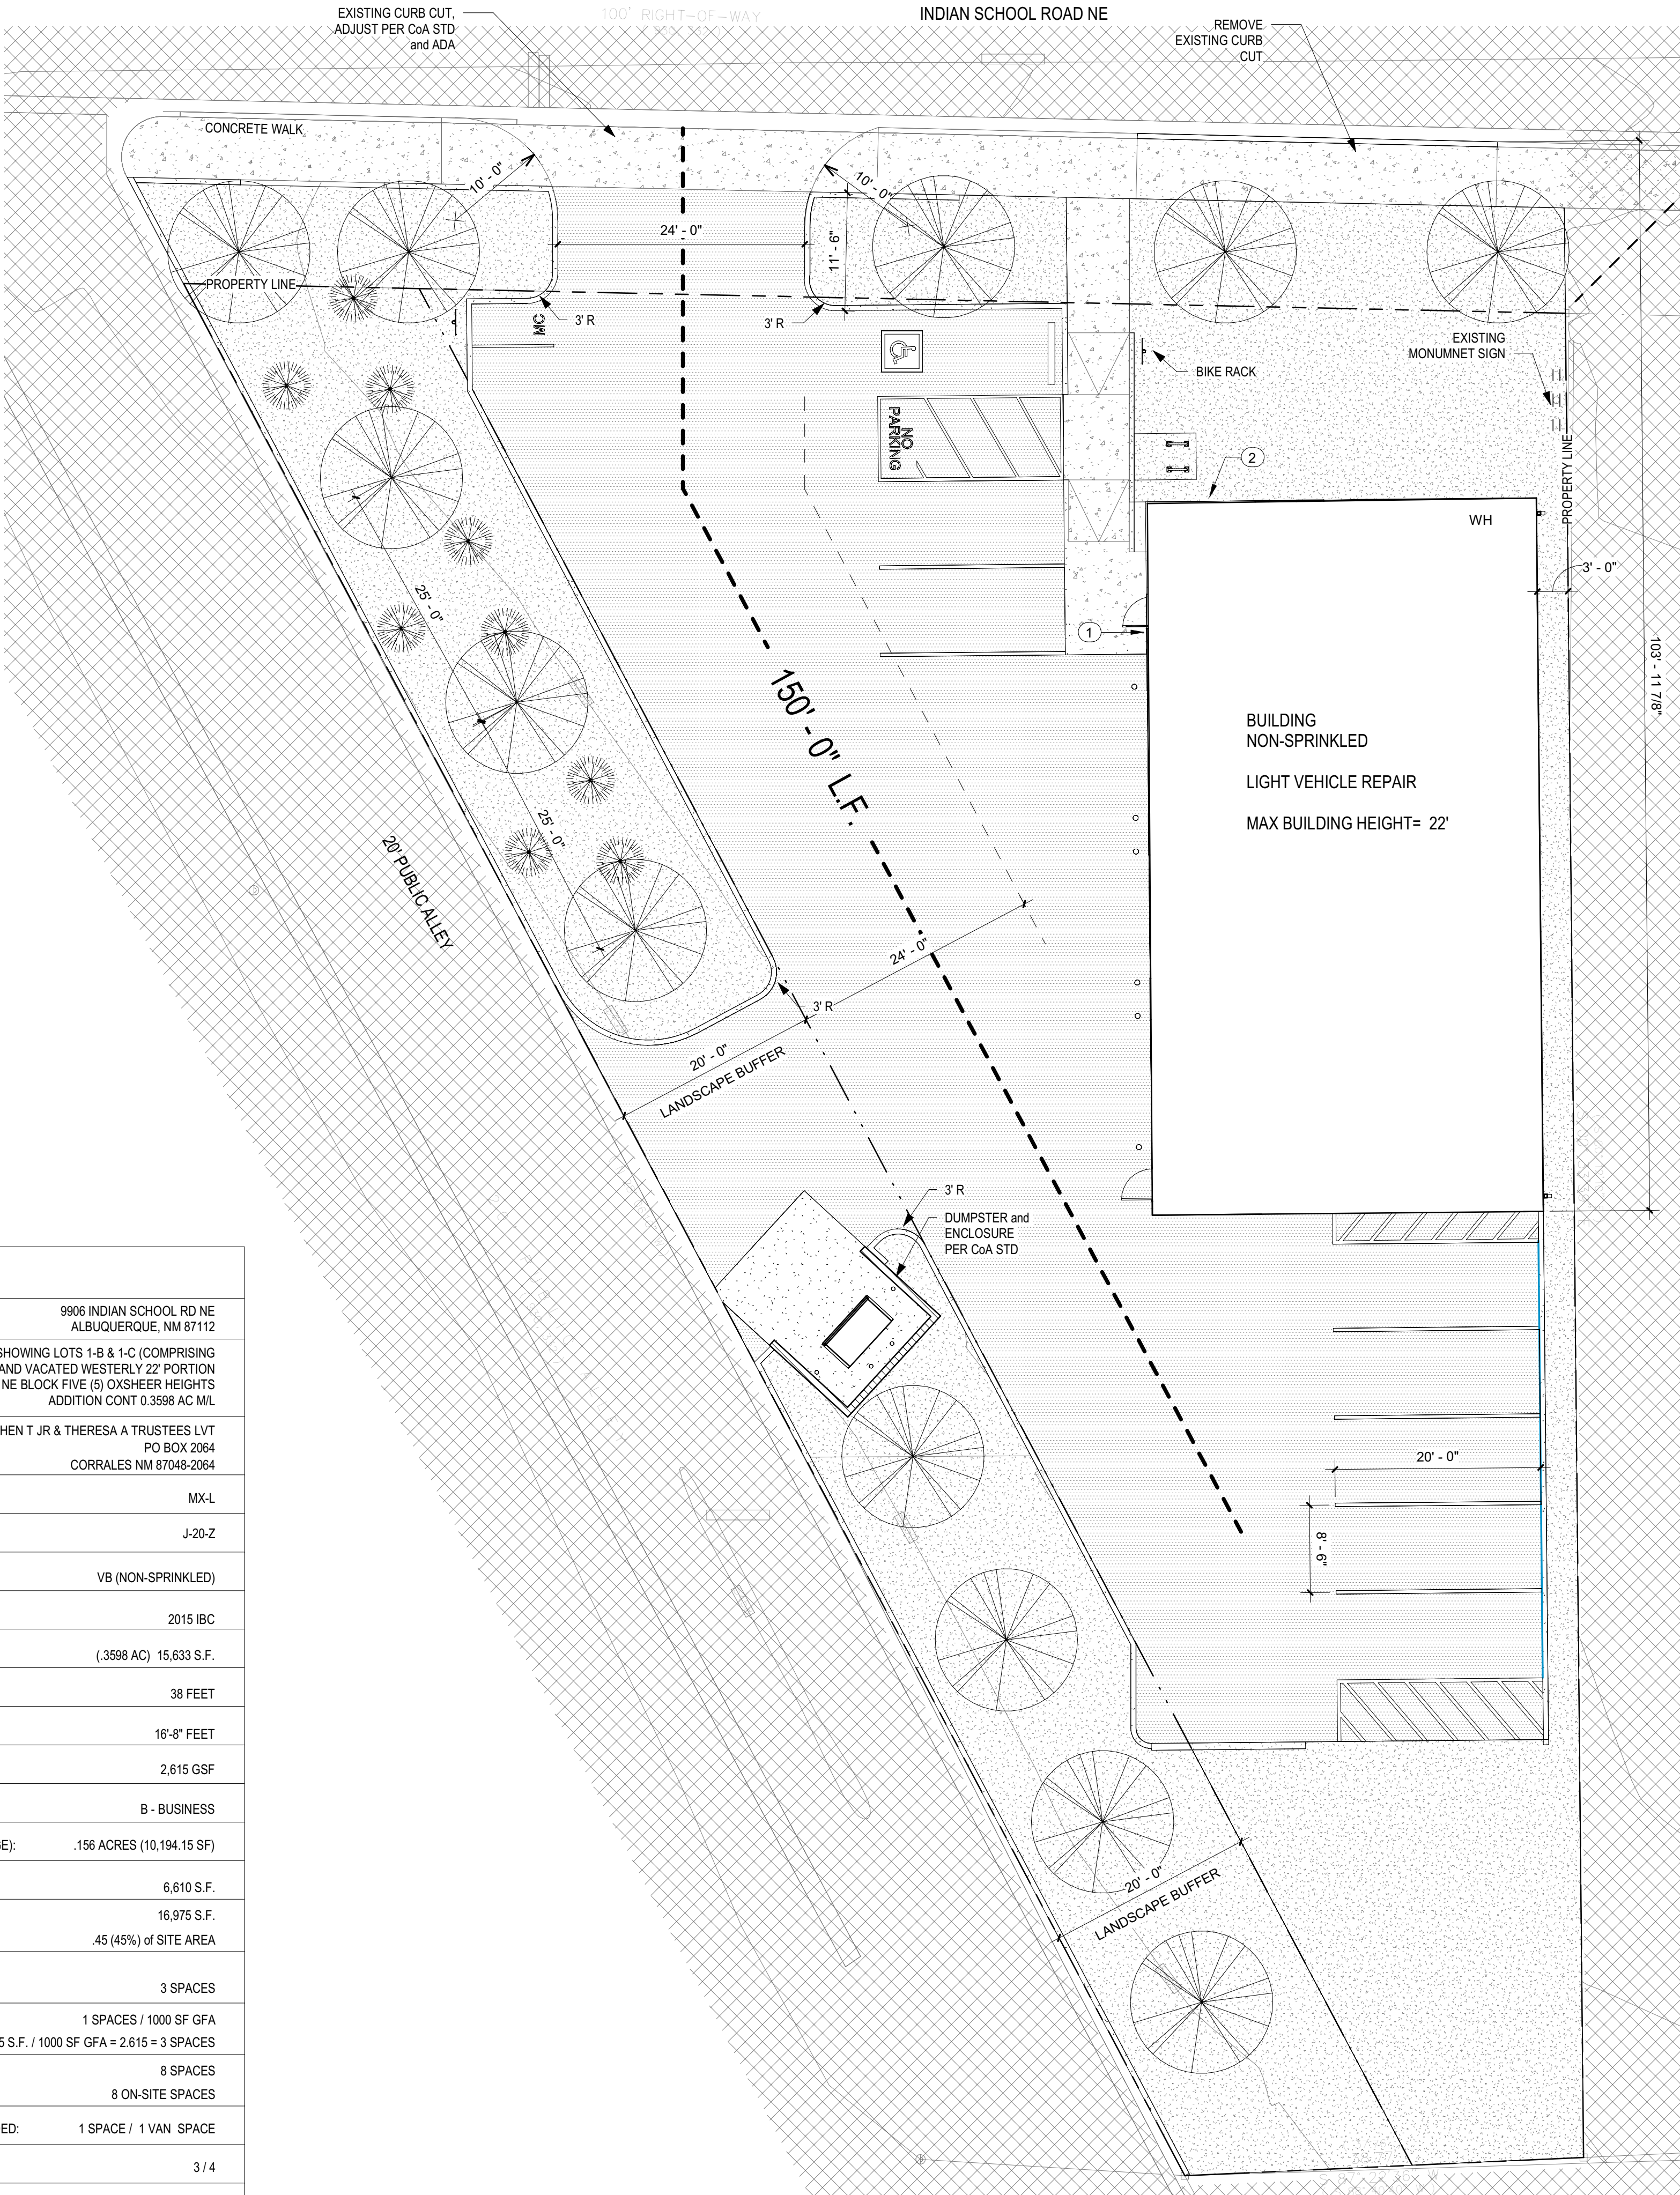 EXISTING CURB CUT,
ADJUST PER CoA STD
and ADA
100' RIGHT-OF-WAY
INDIAN SCHOOL ROAD NE
REMOVE
EXISTING CURB
CUT
CONCRETE WALK
10' - 0"
10' - 0"
24' - 0"
11' - 6"
PROPERTY LINE
MC
3' R
3' R
EXISTING
MONUMNET SIGN
BIKE RACK
NO
PARKING
PROPERTY LINE
2
WH
3' - 0"
25' - 0"
1
103' - 11 7/8"
150' - 0" L.F.
BUILDING
NON-SPRINKLED
LIGHT VEHICLE REPAIR
MAX BUILDING HEIGHT= 22'
25' - 0"
20' PUBLIC ALLEY
24' - 0"
3' R
20' - 0"
LANDSCAPE BUFFER
3' R
DUMPSTER and
ENCLOSURE
PER CoA STD
20' - 0"
8' - 6"
20' - 0"
LANDSCAPE BUFFER
9906 INDIAN SCHOOL RD NE
ALBUQUERQUE, NM 87112
SHOWING LOTS 1-B & 1-C (COMPRISING
AND VACATED WESTERLY 22' PORTION
NE BLOCK FIVE (5) OXSHEER HEIGHTS
ADDITION CONT 0.3598 AC M/L
HEN T JR & THERESA A TRUSTEES LVT
PO BOX 2064
CORRALES NM 87048-2064
MX-L
J-20-Z
VB (NON-SPRINKLED)
2015 IBC
(.3598 AC) 15,633 S.F.
38 FEET
16'-8" FEET
2,615 GSF
B - BUSINESS
GE): .156 ACRES (10,194.15 SF)
6,610 S.F.
16,975 S.F.
.45 (45%) of SITE AREA
3 SPACES
1 SPACES / 1000 SF GFA
5 S.F. / 1000 SF GFA = 2.615 = 3 SPACES
8 SPACES
8 ON-SITE SPACES
ED: 1 SPACE / 1 VAN SPACE
3 / 4